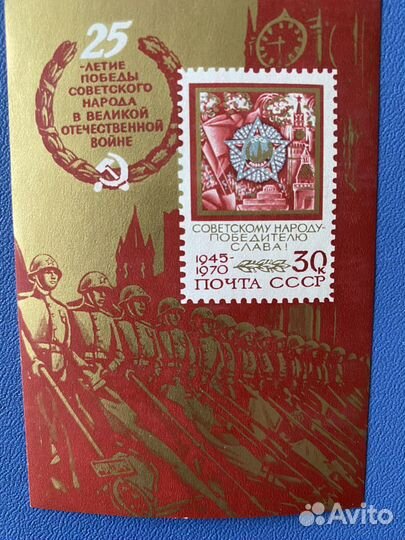 25
-ЛЕТИЕ
ПОБЕДЫ
СОВЕТСКОГО
НАРОДА
В ВЕЛИКОЙ
ОТЕЧЕСТВЕННОЙ
ВОЙНЕ
СОВЕТСКОМУ НАРОДУ-
ПОБЕДИТЕЛЮ
СЛАВА!
1945-
1970
30к
ПОЧТА СССР
Avito